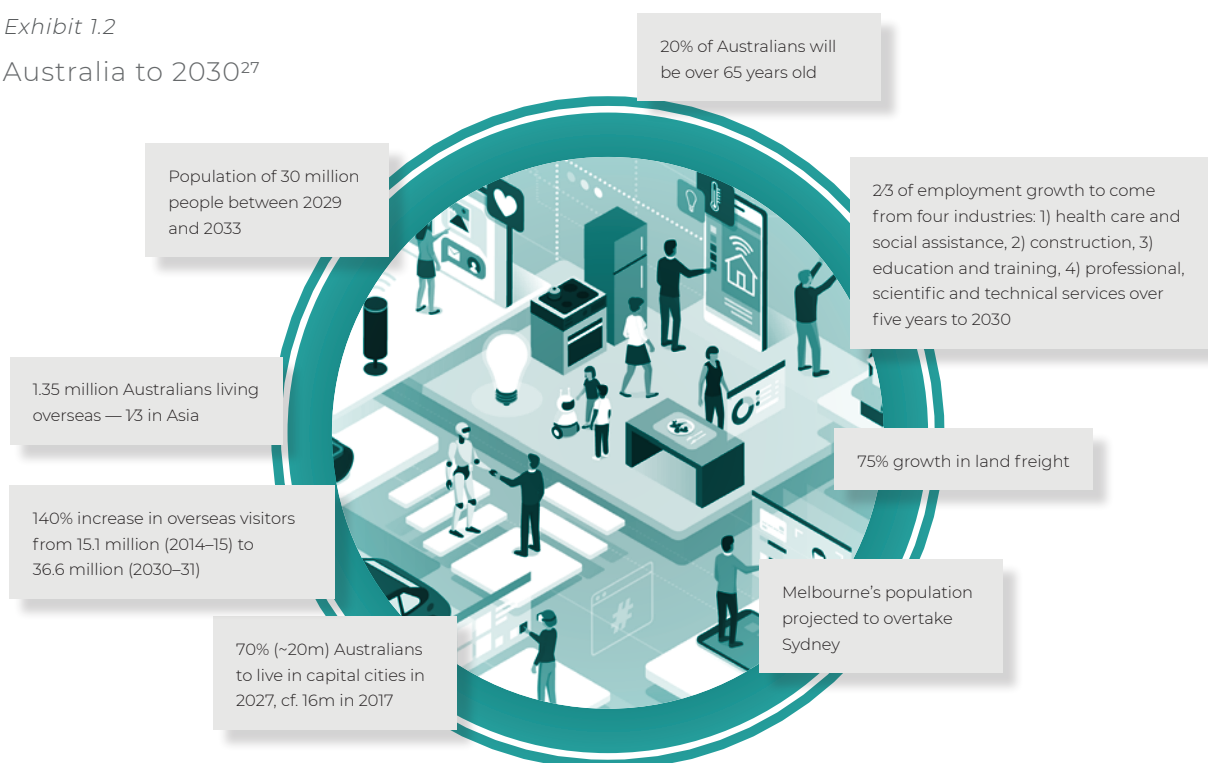 Exhibit 1.2
Australia to 2030²⁷
20% of Australians will
be over 65 years old
Population of 30 million
people between 2029
and 2033
2⁄3 of employment growth to come
from four industries: 1) health care and
social assistance, 2) construction, 3)
education and training, 4) professional,
scientific and technical services over
five years to 2030
1.35 million Australians living
overseas — 1⁄3 in Asia
75% growth in land freight
140% increase in overseas visitors
from 15.1 million (2014–15) to
36.6 million (2030–31)
Melbourne’s population
projected to overtake
Sydney
70% (~20m) Australians
to live in capital cities in
2027, cf. 16m in 2017
#